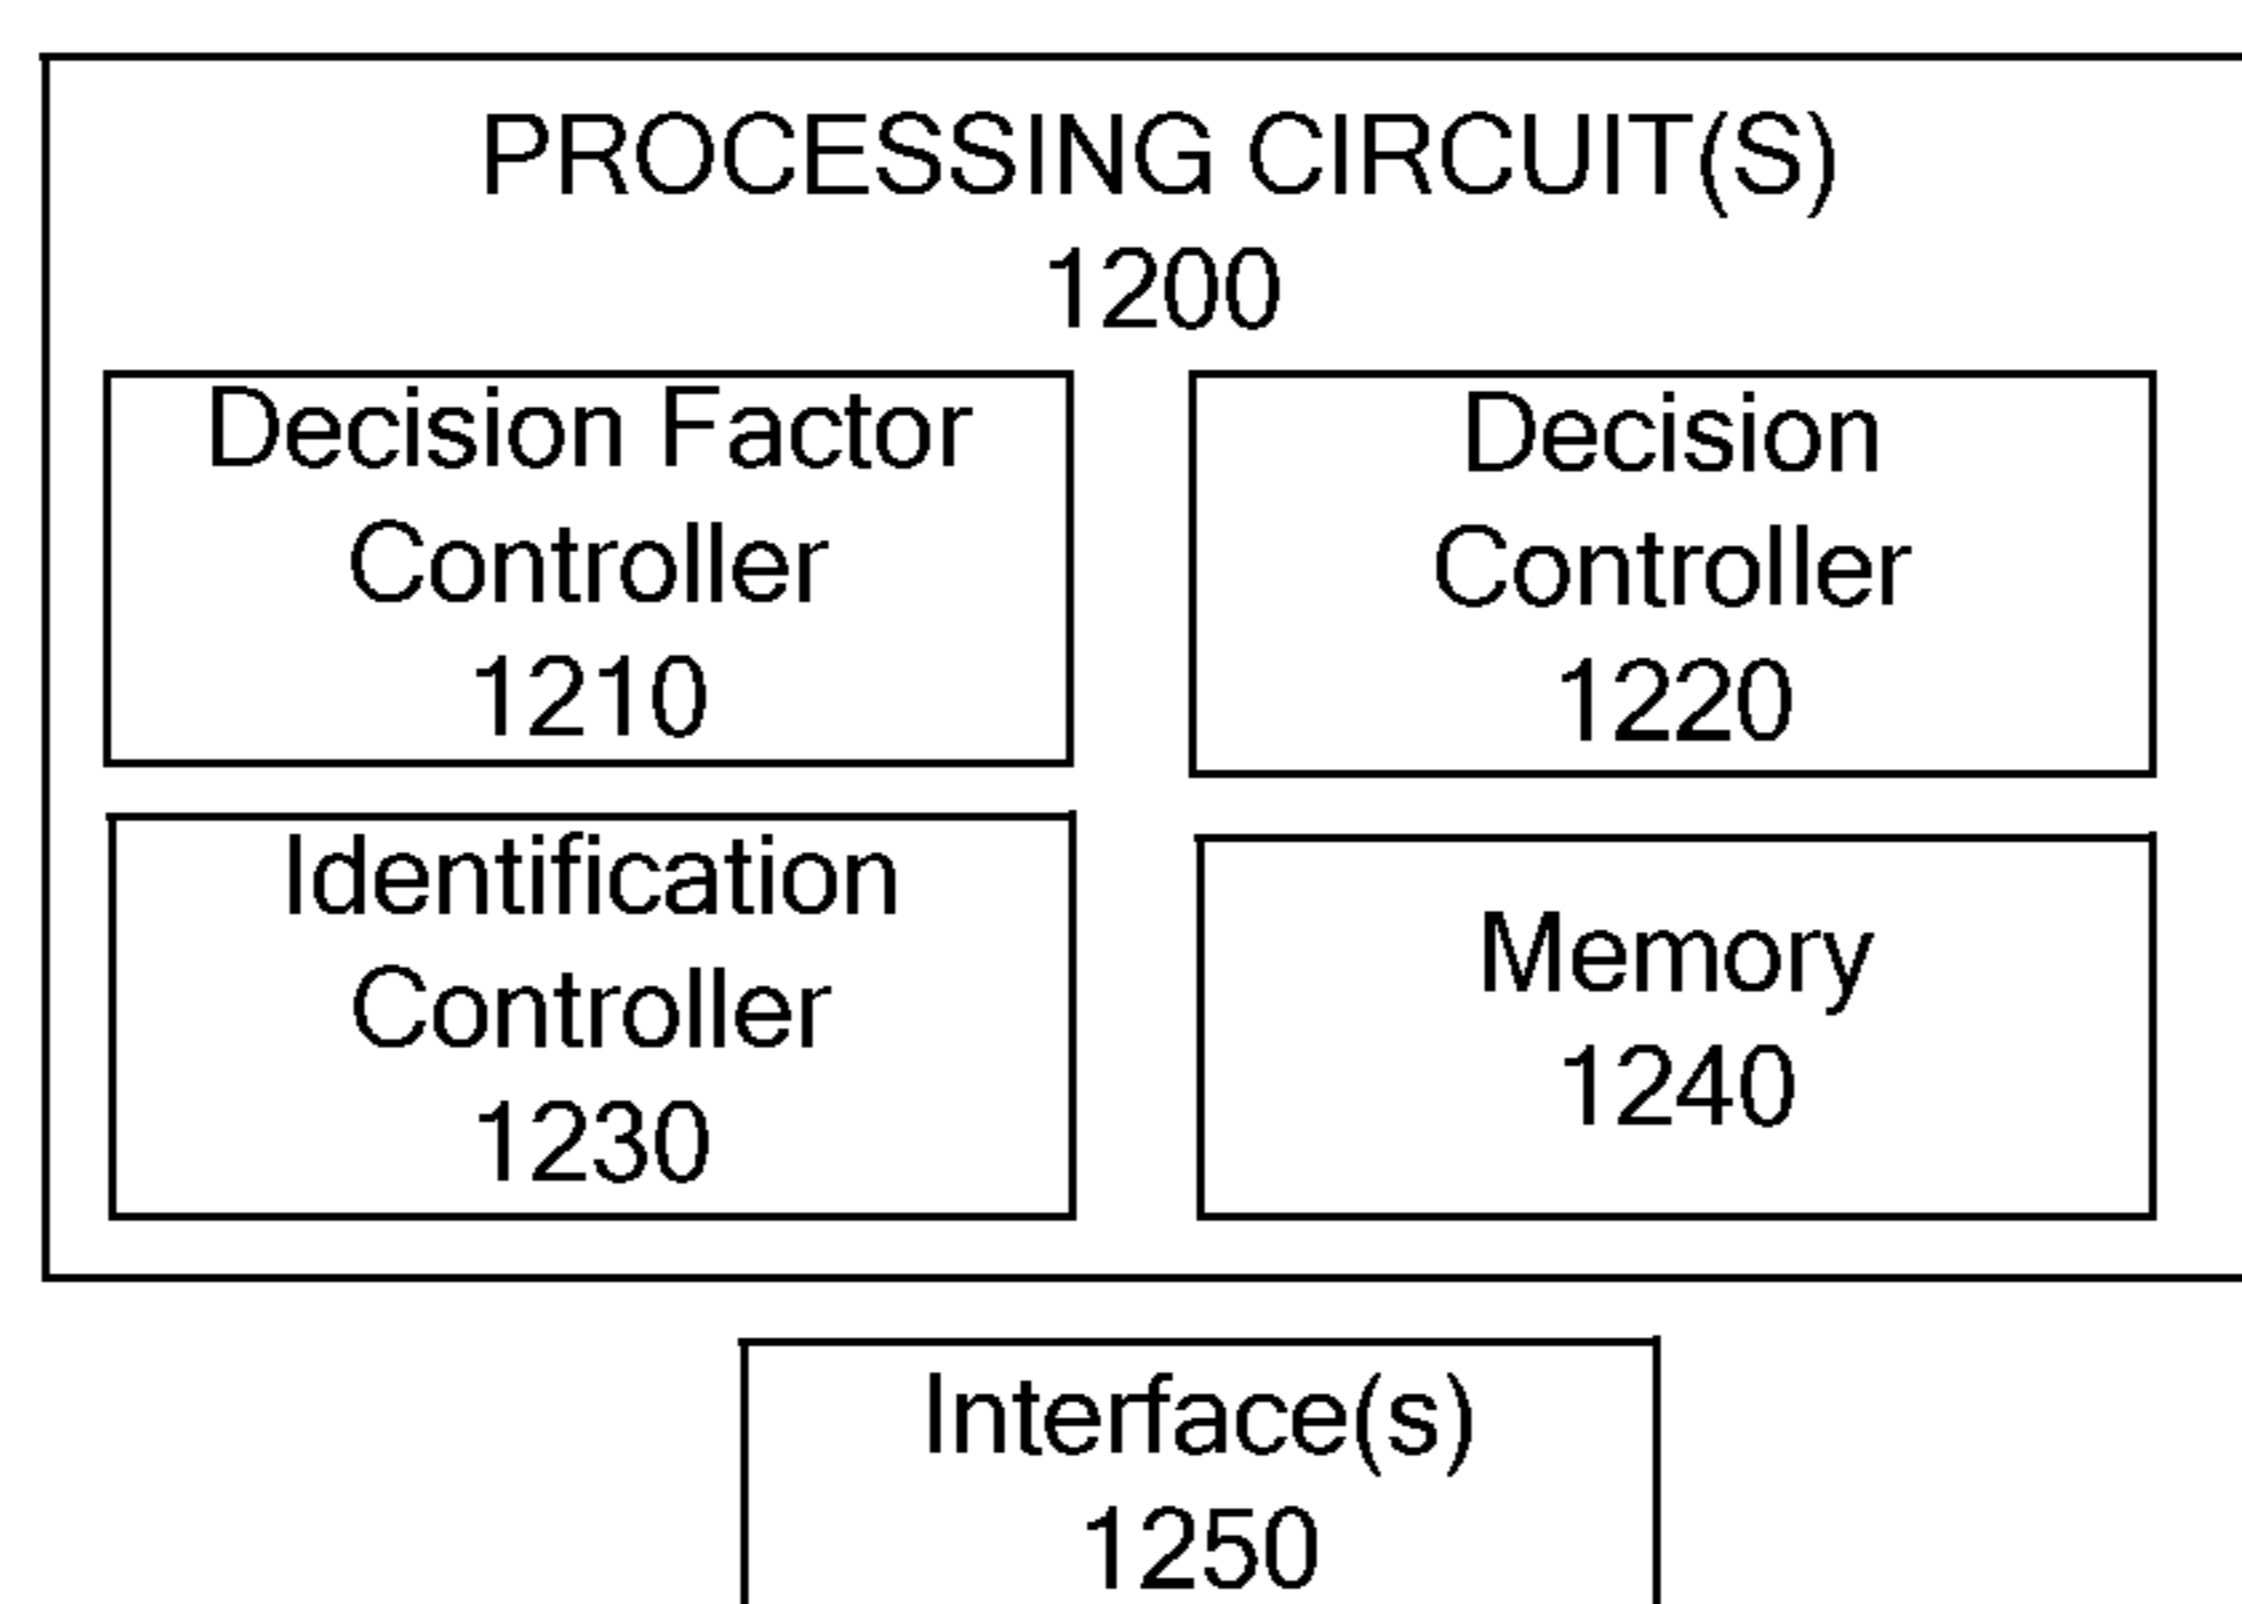 PROCESSING CIRCUIT(S)
1200
Decision Factor
Controller
1210
Decision
Controller
1220
Identification
Controller
1230
Memory
1240
Interface(s)
1250